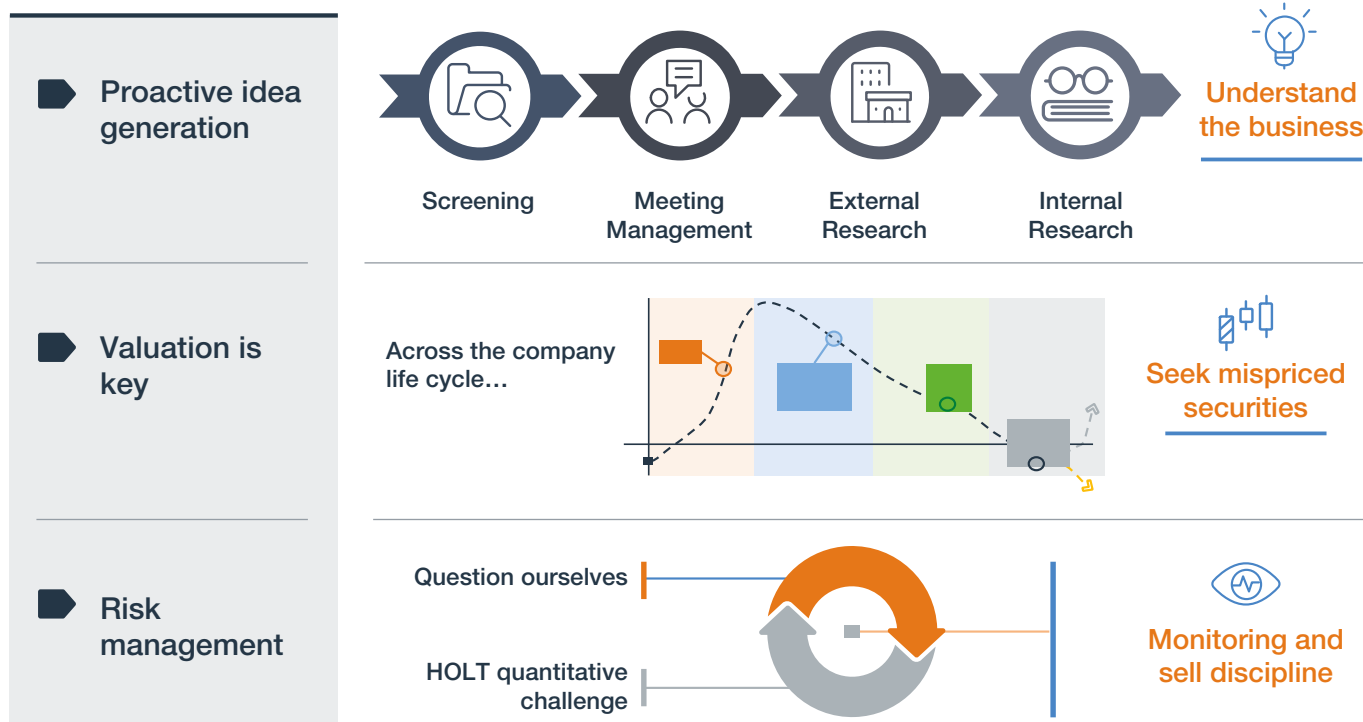 Proactive idea
generation
Screening
Meeting
Management
External
Research
Internal
Research
Understand
the business
Valuation is
key
Across the company
life cycle…
Seek mispriced
securities
Risk
management
Question ourselves
HOLT quantitative
challenge
Monitoring and
sell discipline